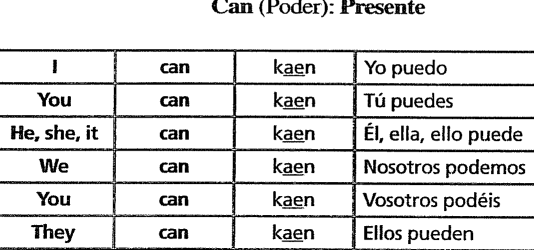 Can (Poder): Presente
I can kaen Yo puedo
You can kaen Tú puedes
He, she, it can kaen Él, ella, ello puede
We can kaen Nosotros podemos
You can kaen Vosotros podéis
They can kaen Ellos pueden